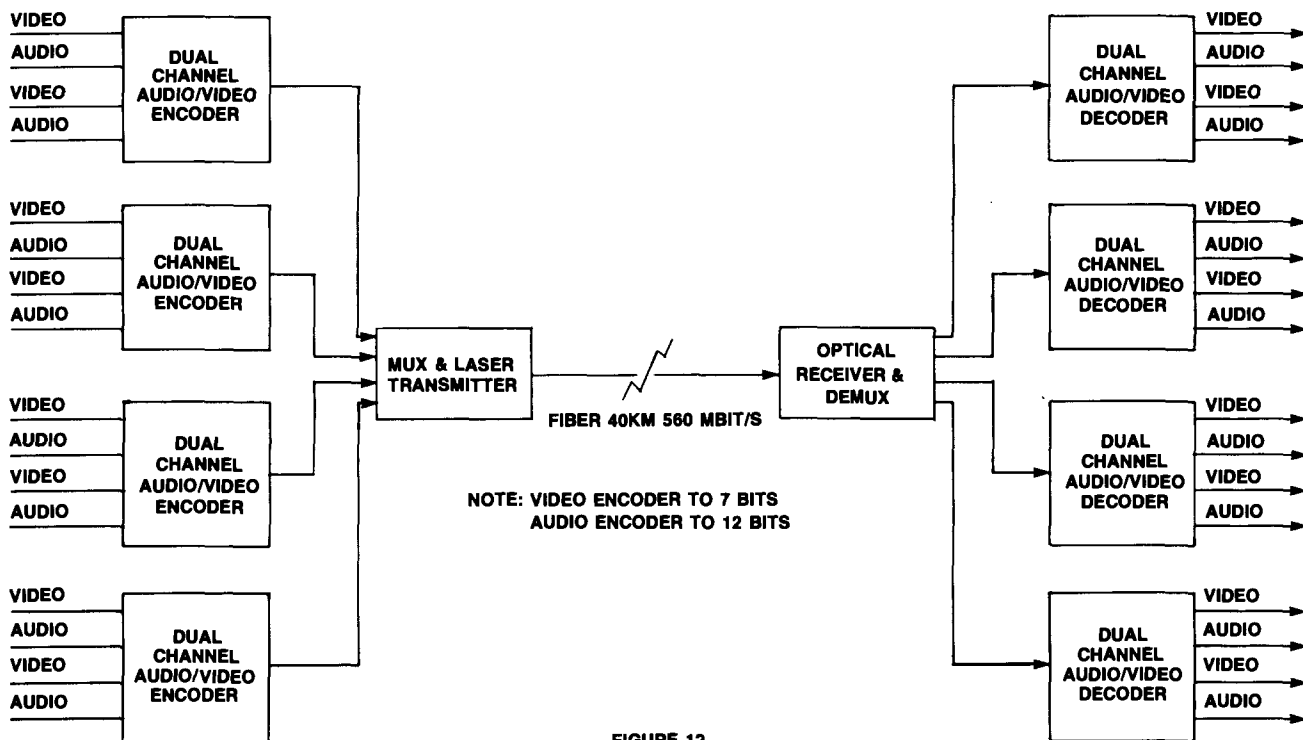 VIDEO
AUDIO
VIDEO
AUDIO
DUAL
CHANNEL
AUDIO/VIDEO
ENCODER
VIDEO
AUDIO
VIDEO
AUDIO
DUAL
CHANNEL
AUDIO/VIDEO
ENCODER
VIDEO
AUDIO
VIDEO
AUDIO
DUAL
CHANNEL
AUDIO/VIDEO
ENCODER
VIDEO
AUDIO
VIDEO
AUDIO
DUAL
CHANNEL
AUDIO/VIDEO
ENCODER
MUX & LASER
TRANSMITTER
FIBER 40KM 560 MBIT/S
NOTE: VIDEO ENCODER TO 7 BITS
AUDIO ENCODER TO 12 BITS
OPTICAL
RECEIVER &
DEMUX
DUAL
CHANNEL
AUDIO/VIDEO
DECODER
VIDEO
AUDIO
VIDEO
AUDIO
DUAL
CHANNEL
AUDIO/VIDEO
DECODER
VIDEO
AUDIO
VIDEO
AUDIO
DUAL
CHANNEL
AUDIO/VIDEO
DECODER
VIDEO
AUDIO
VIDEO
AUDIO
DUAL
CHANNEL
AUDIO/VIDEO
DECODER
VIDEO
AUDIO
VIDEO
AUDIO
FIGURE 12